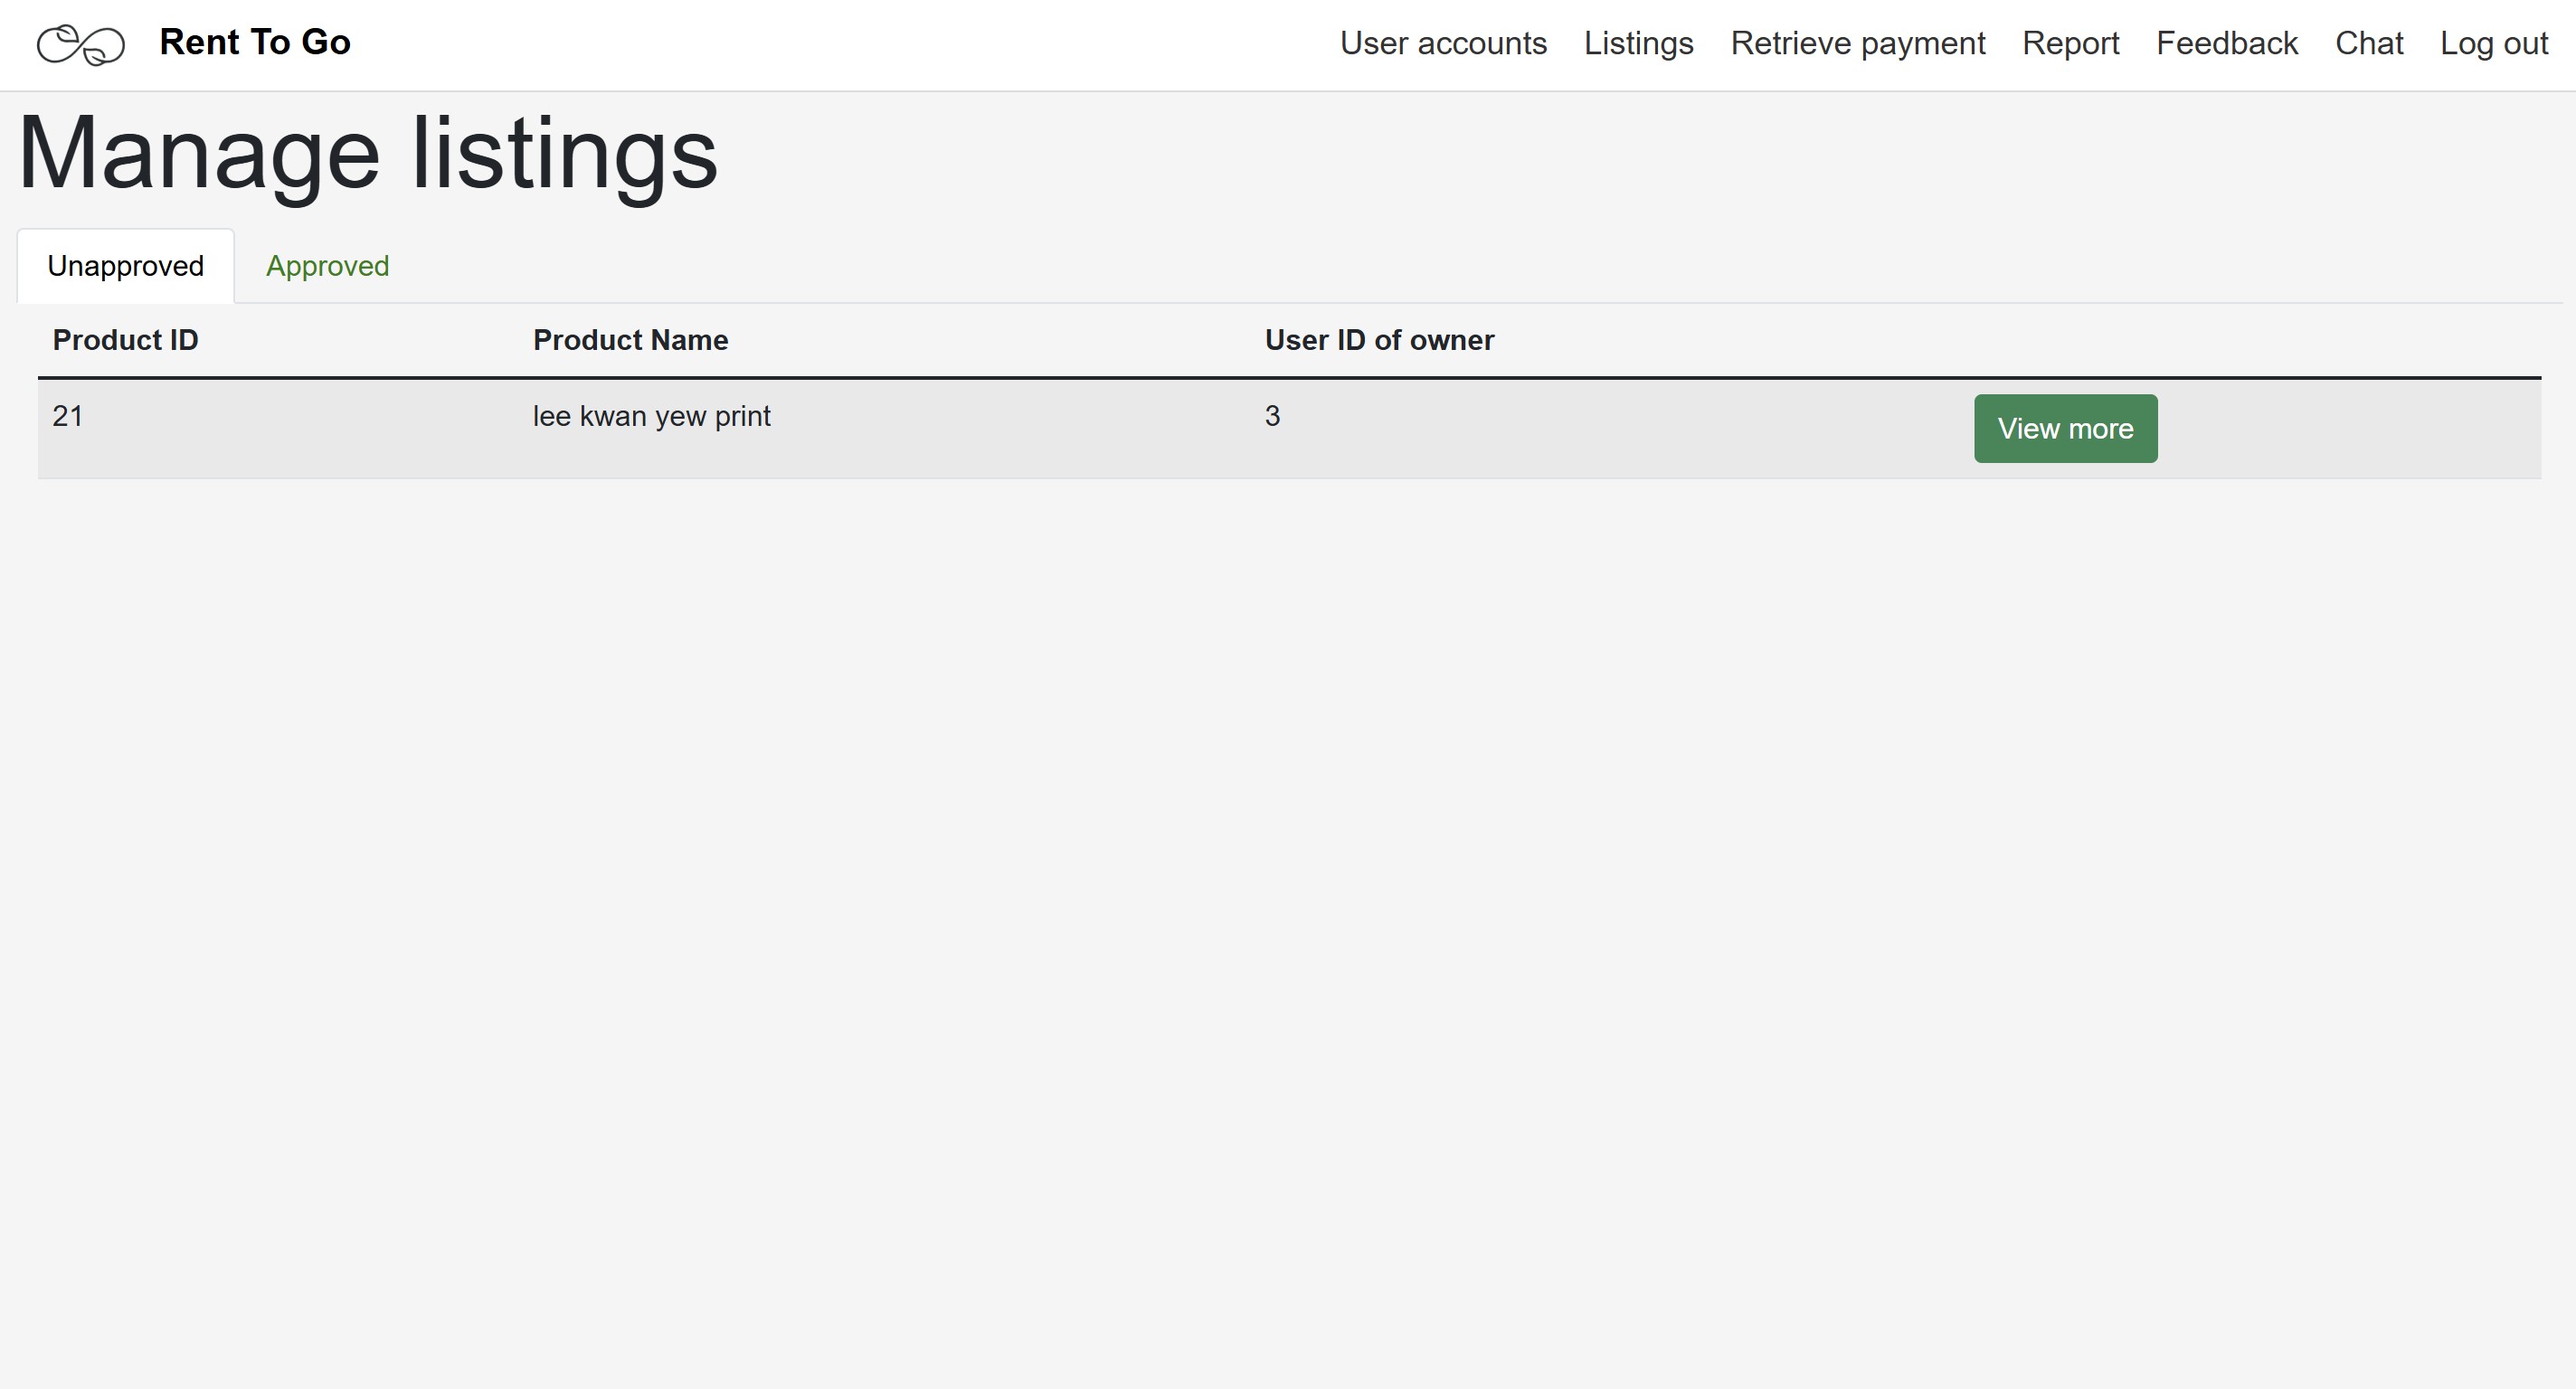 Rent To Go
User accounts Listings Retrieve payment Report Feedback Chat Log out
Manage listings
Unapproved Approved
Product ID Product Name User ID of owner
21 lee kwan yew print 3 View more